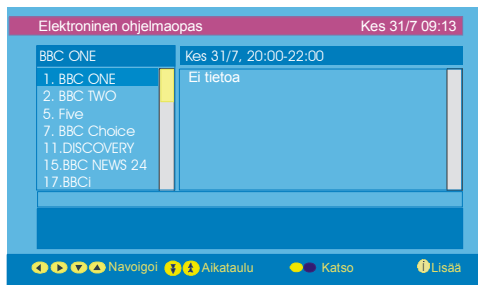 Elektroninen ohjelmaopas Kes 31/7 09:13
BBC ONE Kes 31/7, 20:00-22:00
1. BBC ONE Ei tietoa
2. BBC TWO
5. Five
7. BBC Choice
11.DISCOVERY
15.BBC NEWS 24
17.BBCi
Navoigoi Aikataulu Katso i Lisää